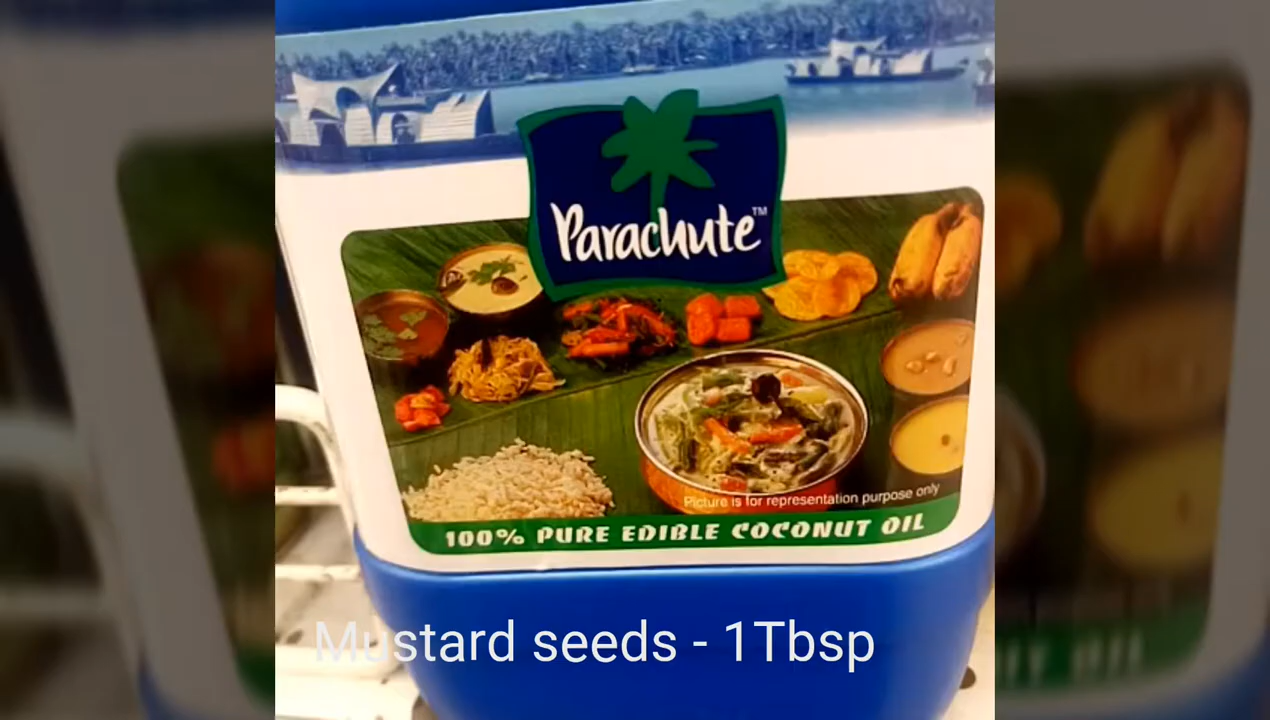 Parachute™
Picture is for representation purpose only
100% PURE EDIBLE COCONUT OIL
Mustard seeds - 1Tbsp